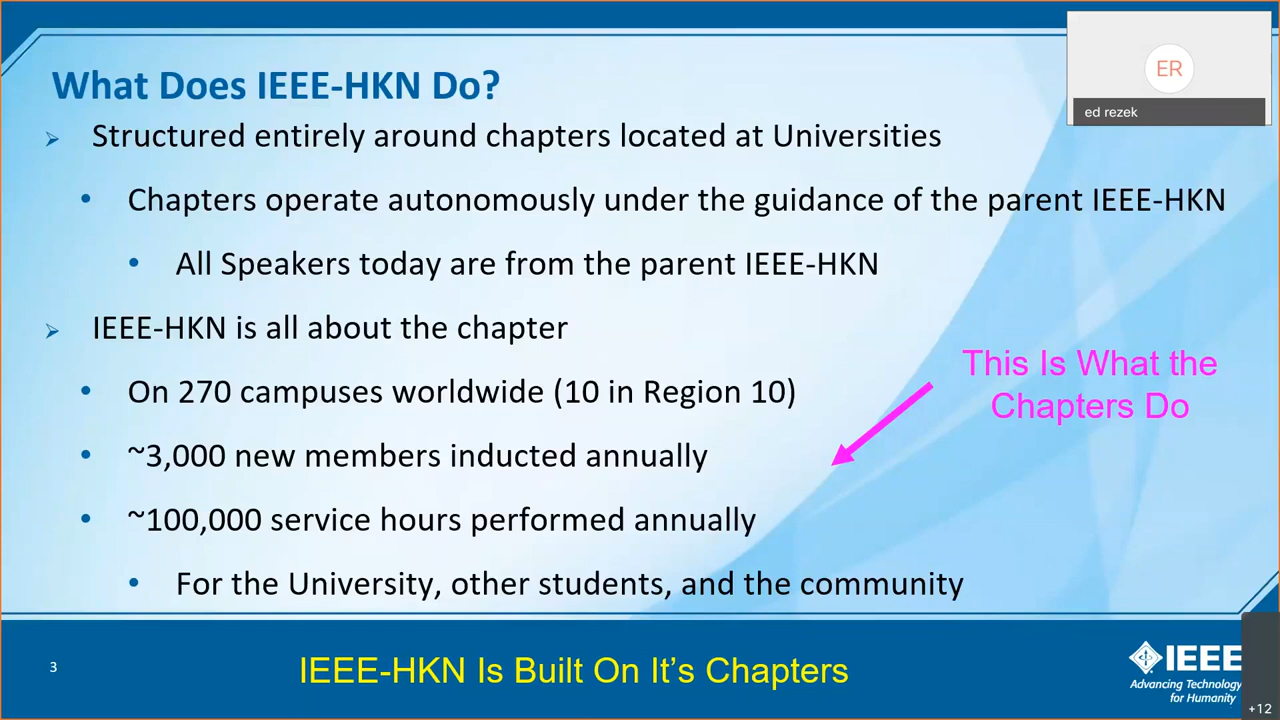 What Does IEEE-HKN Do?
ER
ed rezek
➢ Structured entirely around chapters located at Universities
• Chapters operate autonomously under the guidance of the parent IEEE-HKN
• All Speakers today are from the parent IEEE-HKN
➢ IEEE-HKN is all about the chapter
• On 270 campuses worldwide (10 in Region 10)
• ~3,000 new members inducted annually
• ~100,000 service hours performed annually
• For the University, other students, and the community
This Is What the
Chapters Do
3
IEEE-HKN Is Built On It’s Chapters
IEEE
Advancing Technology
for Humanity
+12